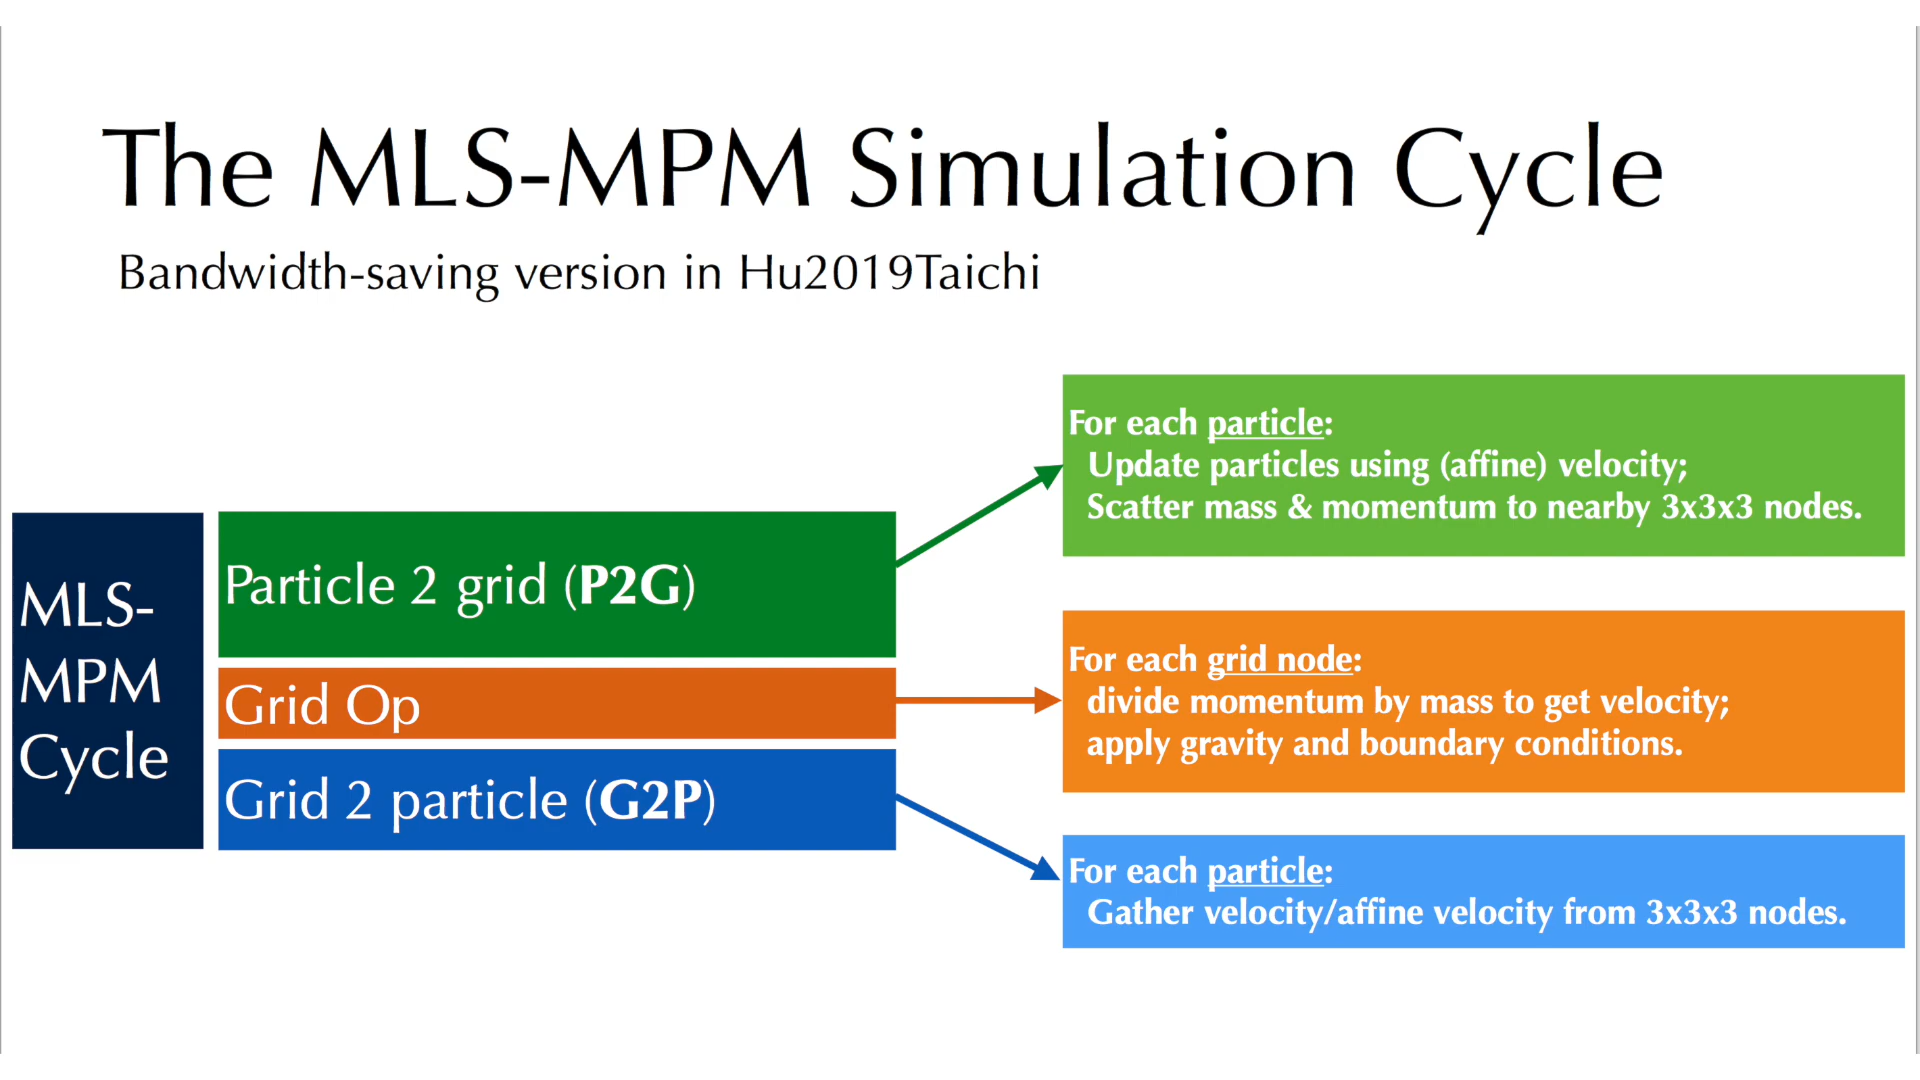 The MLS-MPM Simulation Cycle
Bandwidth-saving version in Hu2019Taichi
MLS-
MPM
Cycle
Particle 2 grid (P2G)
Grid Op
Grid 2 particle (G2P)
For each particle:
Update particles using (affine) velocity;
Scatter mass & momentum to nearby 3x3x3 nodes.
For each grid node:
divide momentum by mass to get velocity;
apply gravity and boundary conditions.
For each particle:
Gather velocity/affine velocity from 3x3x3 nodes.